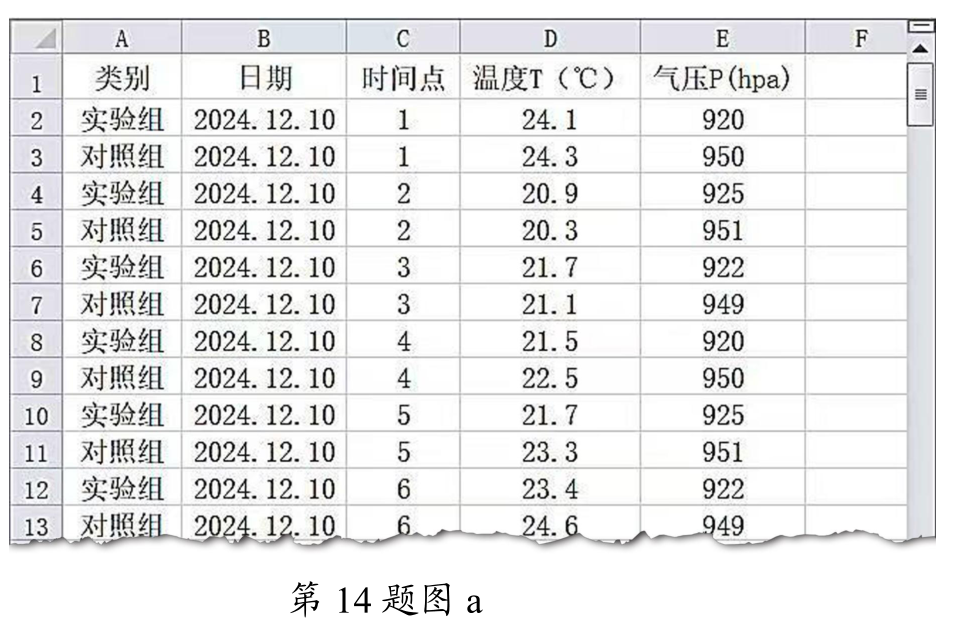 A B C D E F
1 类别 日期 时间点 温度T（℃） 气压P(hpa)
2 实验组 2024.12.10 1 24.1 920
3 对照组 2024.12.10 1 24.3 950
4 实验组 2024.12.10 2 20.9 925
5 对照组 2024.12.10 2 20.3 951
6 实验组 2024.12.10 3 21.7 922
7 对照组 2024.12.10 3 21.1 949
8 实验组 2024.12.10 4 21.5 920
9 对照组 2024.12.10 4 22.5 950
10 实验组 2024.12.10 5 21.7 925
11 对照组 2024.12.10 5 23.3 951
12 实验组 2024.12.10 6 23.4 922
13 对照组 2024.12.10 6 24.6 949
第 14 题图 a